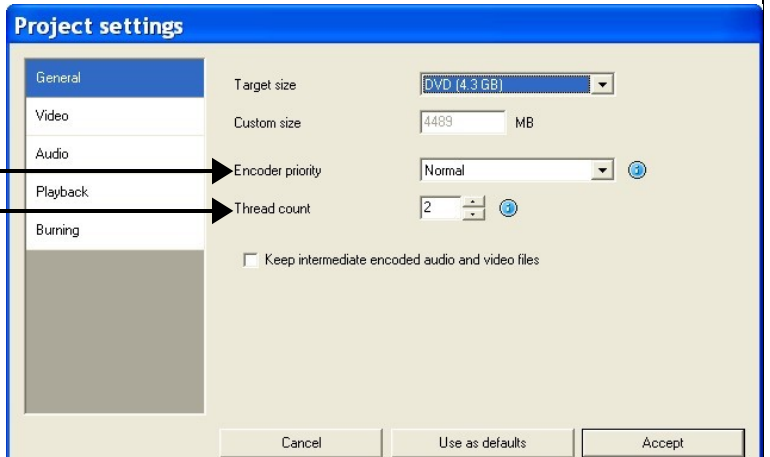 Project settings
General
Video
Audio
Playback
Burning
Target size DVD (4.3 GB)
Custom size 4489 MB
Encoder priority Normal
Thread count 2
Keep intermediate encoded audio and video files
Cancel Use as defaults Accept